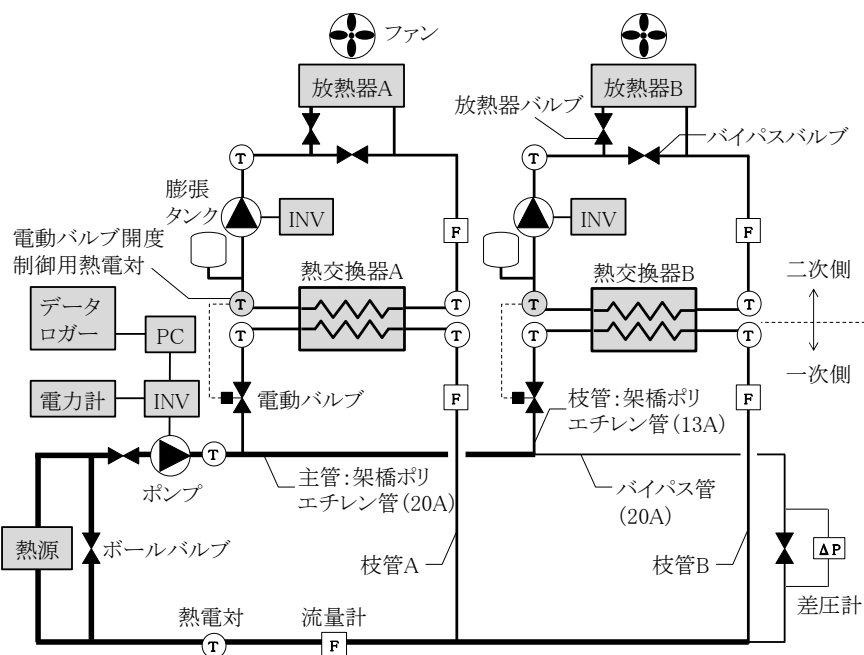 ファン
放熱器A
放熱器B
放熱器バルブ
バイパスバルブ
T
T
膨張
タンク
INV
INV
F
F
電動バルブ開度
制御用熱電対
熱交換器A
熱交換器B
二次側
T
T
T
T
T
T
T
T
一次側
データ
ロガー
PC
電力計
INV
電動バルブ
F
F
枝管:架橋ポリ
エチレン管(13A)
T
ポンプ
主管:架橋ポリ
エチレン管(20A)
バイパス管
(20A)
熱源
ボールバルブ
枝管A
枝管B
ΔP
差圧計
熱電対
流量計
T
F